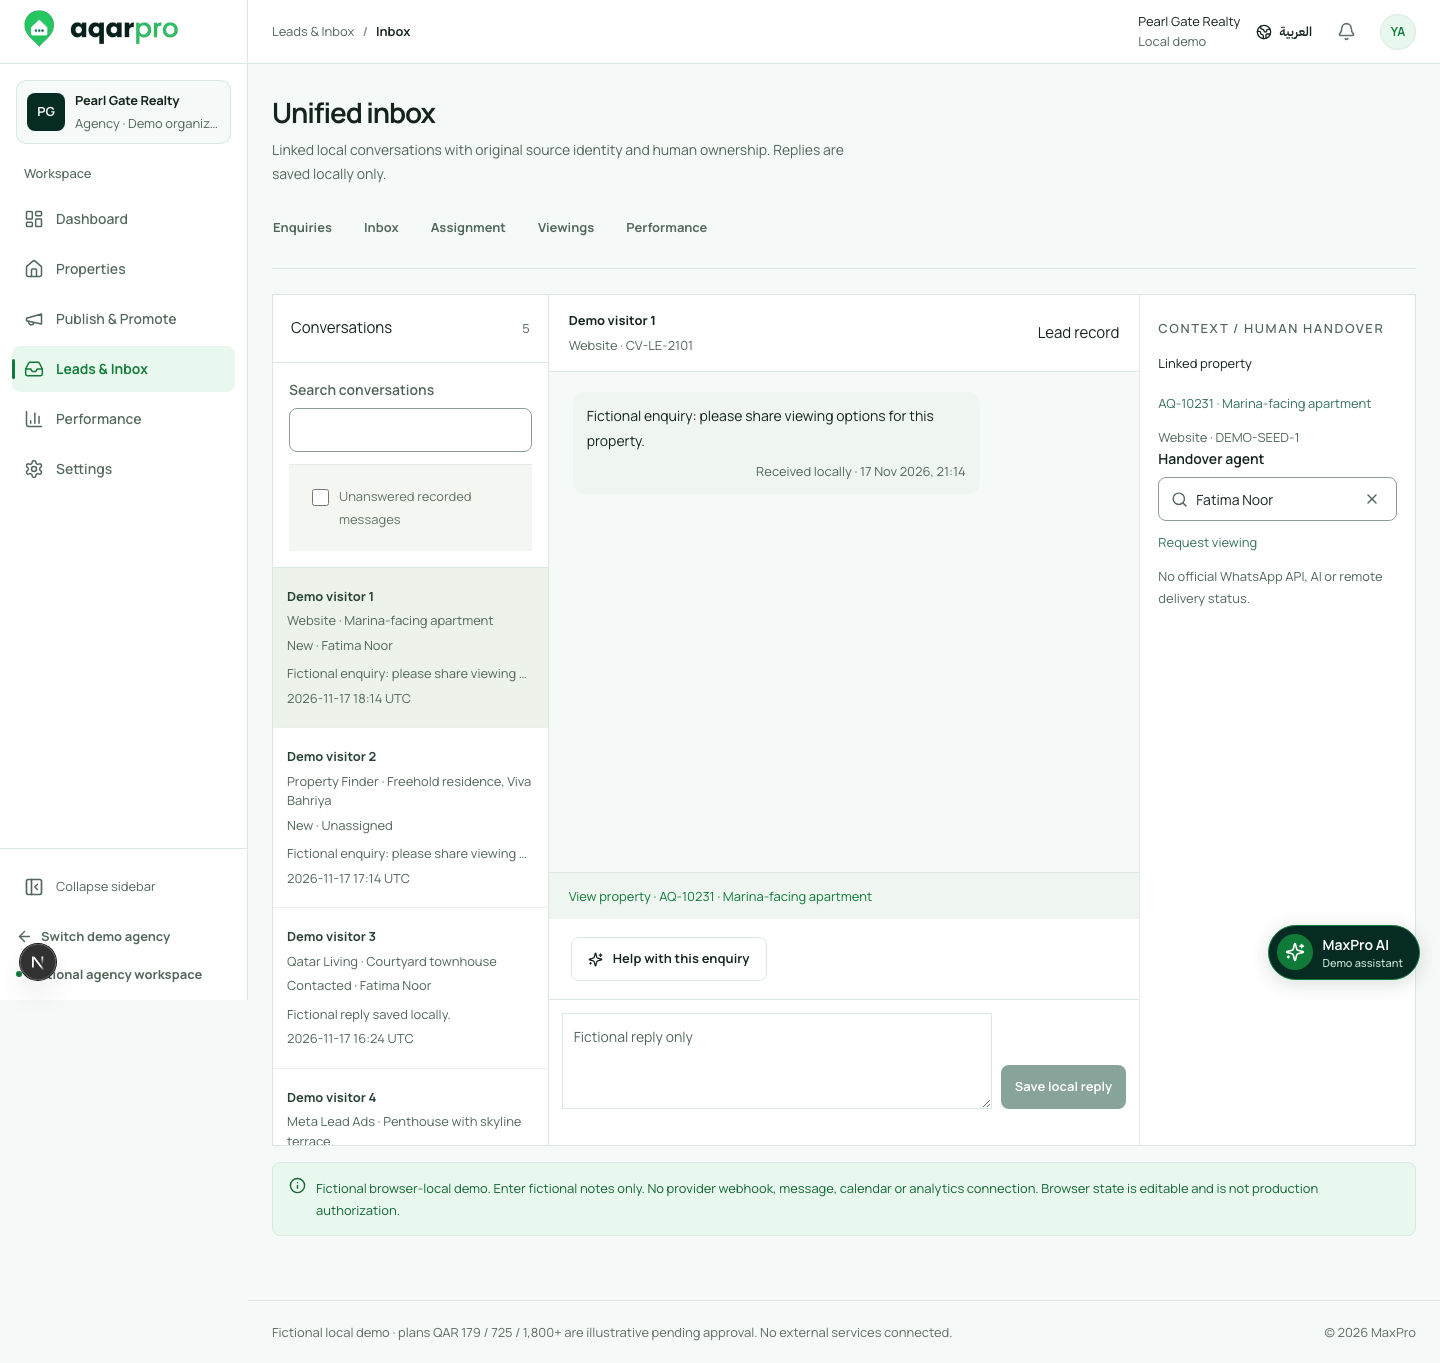 aqarpro
Leads & Inbox / Inbox
Pearl Gate Realty
Local demo
العربية
YA
PG
Pearl Gate Realty
Agency · Demo organiz...
Workspace
Dashboard
Properties
Publish & Promote
Leads & Inbox
Performance
Settings
Collapse sidebar
Switch demo agency
tional agency workspace
N
Unified inbox
Linked local conversations with original source identity and human ownership. Replies are
saved locally only.
Enquiries
Inbox
Assignment
Viewings
Performance
Conversations
5
Search conversations
Unanswered recorded
messages
Demo visitor 1
Website · Marina-facing apartment
New · Fatima Noor
Fictional enquiry: please share viewing ...
2026-11-17 18:14 UTC
Demo visitor 2
Property Finder · Freehold residence, Viva
Bahriya
New · Unassigned
Fictional enquiry: please share viewing ...
2026-11-17 17:14 UTC
Demo visitor 3
Qatar Living · Courtyard townhouse
Contacted · Fatima Noor
Fictional reply saved locally.
2026-11-17 16:24 UTC
Demo visitor 4
Meta Lead Ads · Penthouse with skyline
terrace
Demo visitor 1
Website · CV-LE-2101
Lead record
Fictional enquiry: please share viewing options for this
property.
Received locally · 17 Nov 2026, 21:14
View property · AQ-10231 · Marina-facing apartment
Help with this enquiry
Fictional reply only
Save local reply
CONTEXT / HUMAN HANDOVER
Linked property
AQ-10231 · Marina-facing apartment
Website · DEMO-SEED-1
Handover agent
Fatima Noor
Request viewing
No official WhatsApp API, AI or remote
delivery status.
MaxPro AI
Demo assistant
Fictional browser-local demo. Enter fictional notes only. No provider webhook, message, calendar or analytics connection. Browser state is editable and is not production
authorization.
Fictional local demo · plans QAR 179 / 725 / 1,800+ are illustrative pending approval. No external services connected.
© 2026 MaxPro